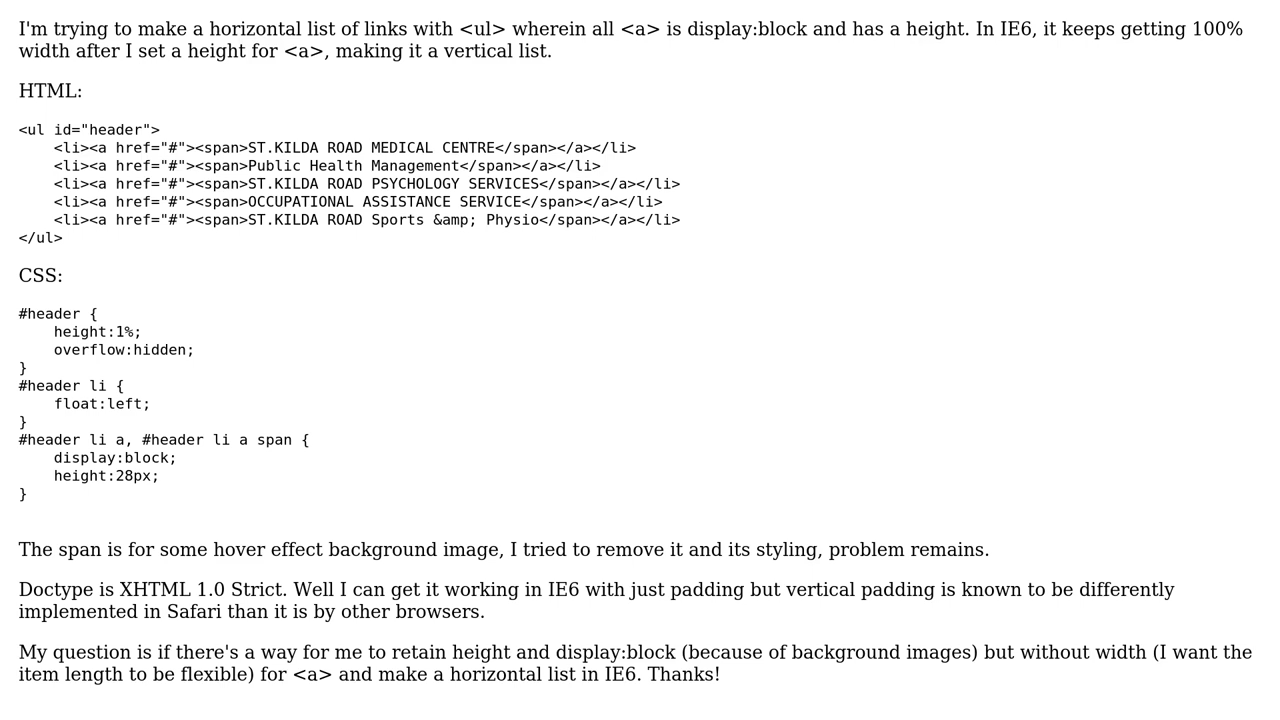 I'm trying to make a horizontal list of links with <ul> wherein all <a> is display:block and has a height. In IE6, it keeps getting 100%
width after I set a height for <a>, making it a vertical list.
HTML:
<ul id="header">
    <li><a href="#"><span>ST.KILDA ROAD MEDICAL CENTRE</span></a></li>
    <li><a href="#"><span>Public Health Management</span></a></li>
    <li><a href="#"><span>ST.KILDA ROAD PSYCHOLOGY SERVICES</span></a></li>
    <li><a href="#"><span>OCCUPATIONAL ASSISTANCE SERVICE</span></a></li>
    <li><a href="#"><span>ST.KILDA ROAD Sports &amp; Physio</span></a></li>
</ul>
CSS:
#header {
    height:1%;
    overflow:hidden;
}
#header li {
    float:left;
}
#header li a, #header li a span {
    display:block;
    height:28px;
}
The span is for some hover effect background image, I tried to remove it and its styling, problem remains.
Doctype is XHTML 1.0 Strict. Well I can get it working in IE6 with just padding but vertical padding is known to be differently
implemented in Safari than it is by other browsers.
My question is if there's a way for me to retain height and display:block (because of background images) but without width (I want the
item length to be flexible) for <a> and make a horizontal list in IE6. Thanks!